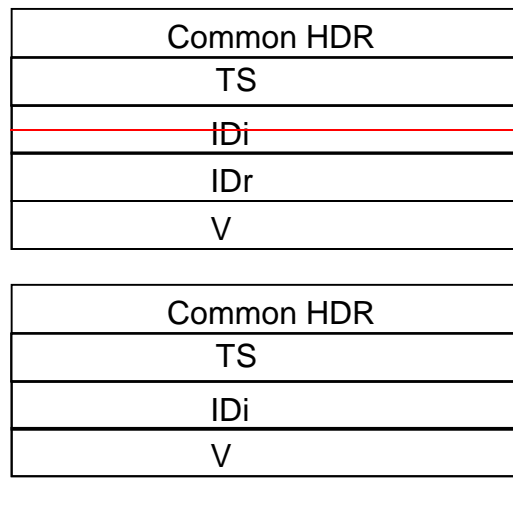 Common HDR
TS
IDi
IDr
V
Common HDR
TS
IDi
V